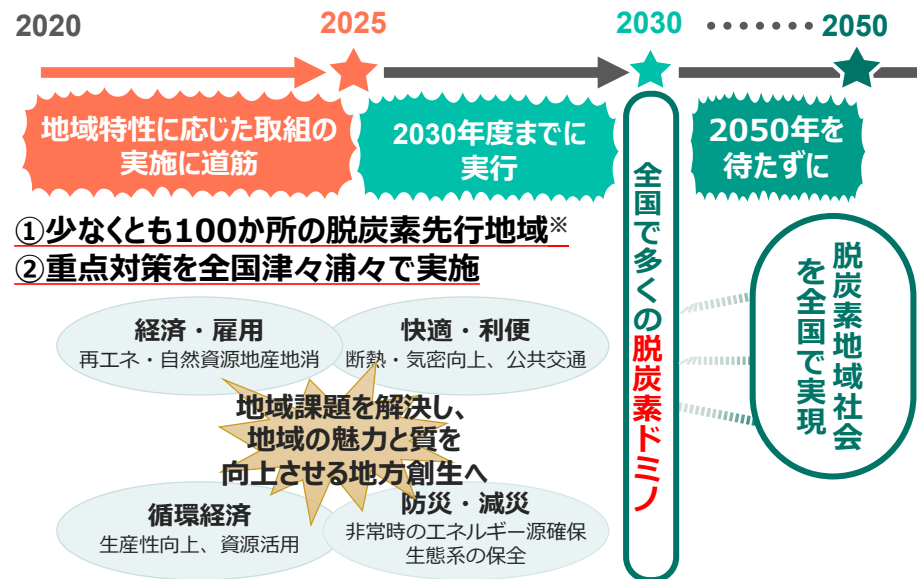 2020
2025
2030
・・・・・・
2050
地域特性に応じた取組の
実施に道筋
2030年度までに
実行
2050年を
待たずに
①少なくとも100か所の脱炭素先行地域※
②重点対策を全国津々浦々で実施
経済・雇用
再エネ・自然資源地産地消
快適・利便
断熱・気密向上、公共交通
地域課題を解決し、
地域の魅力と質を
向上させる地方創生へ
循環経済
生産性向上、資源活用
防災・減災
非常時のエネルギー源確保
生態系の保全
全国で多くの脱炭素ドミノ
脱炭素地域社会
を全国で実現